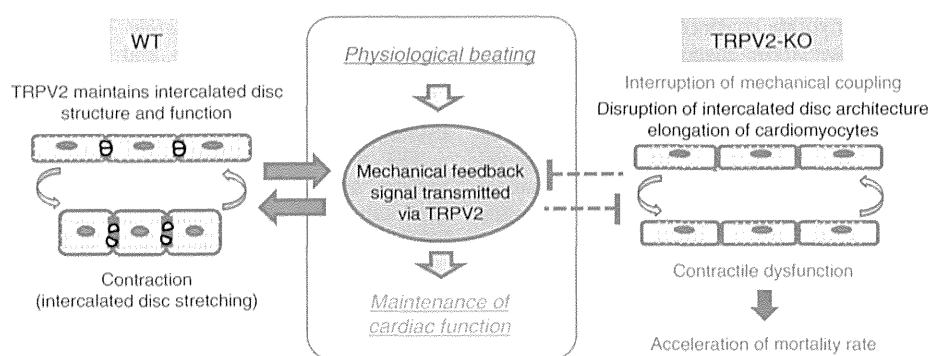 WT
TRPV2 maintains intercalated disc
structure and function
Contraction
(intercalated disc stretching)
Physiological beating
Mechanical feedback
signal transmitted
via TRPV2
Maintenance of
cardiac function
TRPV2-KO
Interruption of mechanical coupling
Disruption of intercalated disc architecture
elongation of cardiomyocytes
Contractile dysfunction
Acceleration of mortality rate